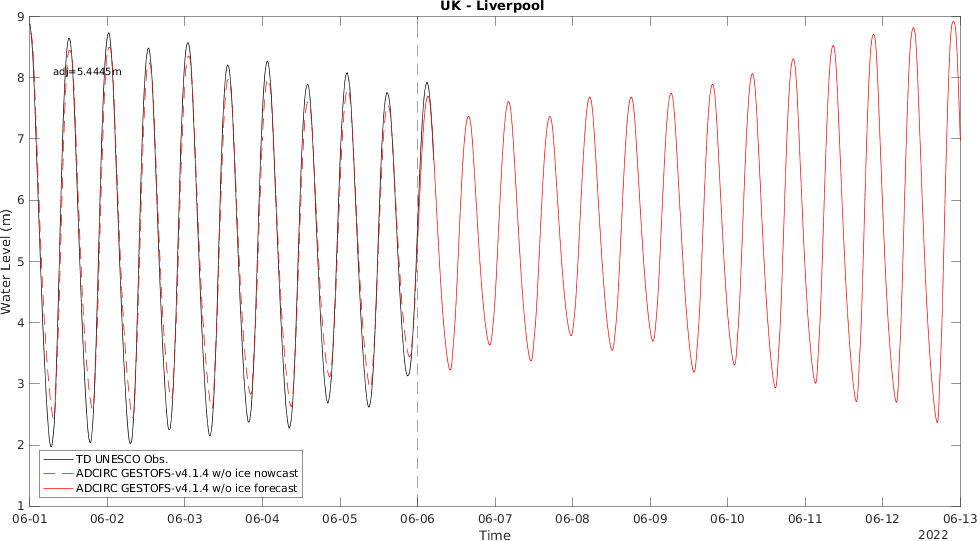 UK - Liverpool
9
8
7
6
5
4
3
2
1
adj=5.4445m
Water Level (m)
TD UNESCO Obs.
ADCIRC GESTOFS-v4.1.4 w/o ice nowcast
ADCIRC GESTOFS-v4.1.4 w/o ice forecast
06-01 06-02 06-03 06-04 06-05 06-06 06-07 06-08 06-09 06-10 06-11 06-12 06-13
Time
2022